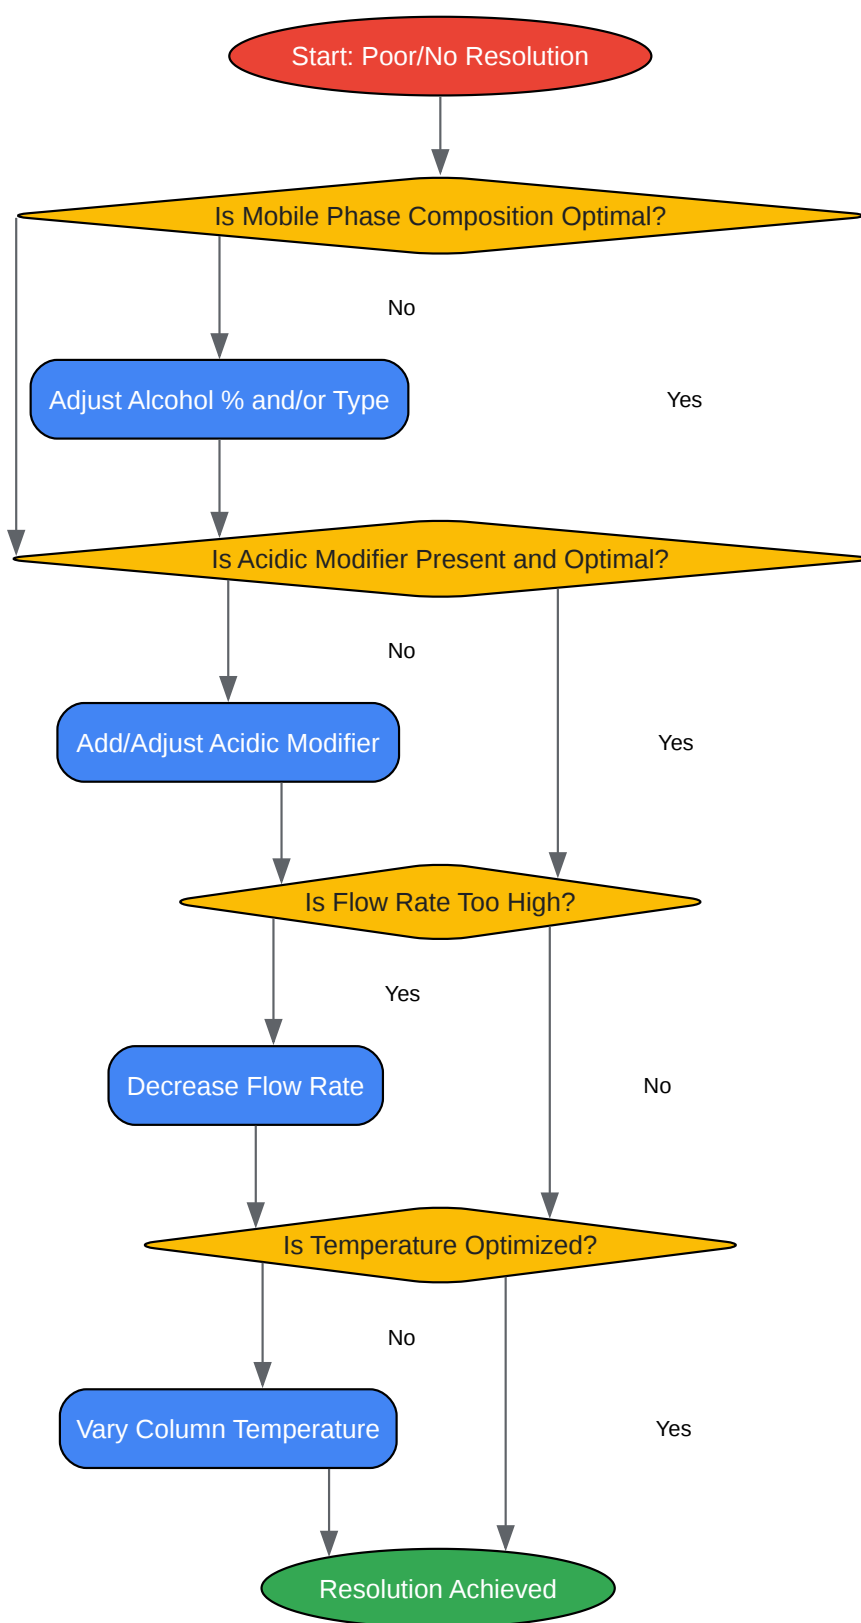 Start: Poor/No Resolution
Is Mobile Phase Composition Optimal?
No
Adjust Alcohol % and/or Type
Yes
Is Acidic Modifier Present and Optimal?
No
Add/Adjust Acidic Modifier
Yes
Is Flow Rate Too High?
Yes
Decrease Flow Rate
No
Is Temperature Optimized?
No
Vary Column Temperature
Yes
Resolution Achieved